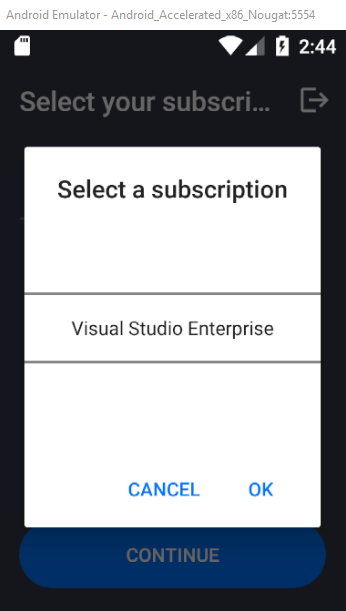 Android Emulator - Android_Accelerated_x86_Nougat:5554
2:44
Select your subscri...
Select a subscription
Visual Studio Enterprise
CANCEL OK
CONTINUE